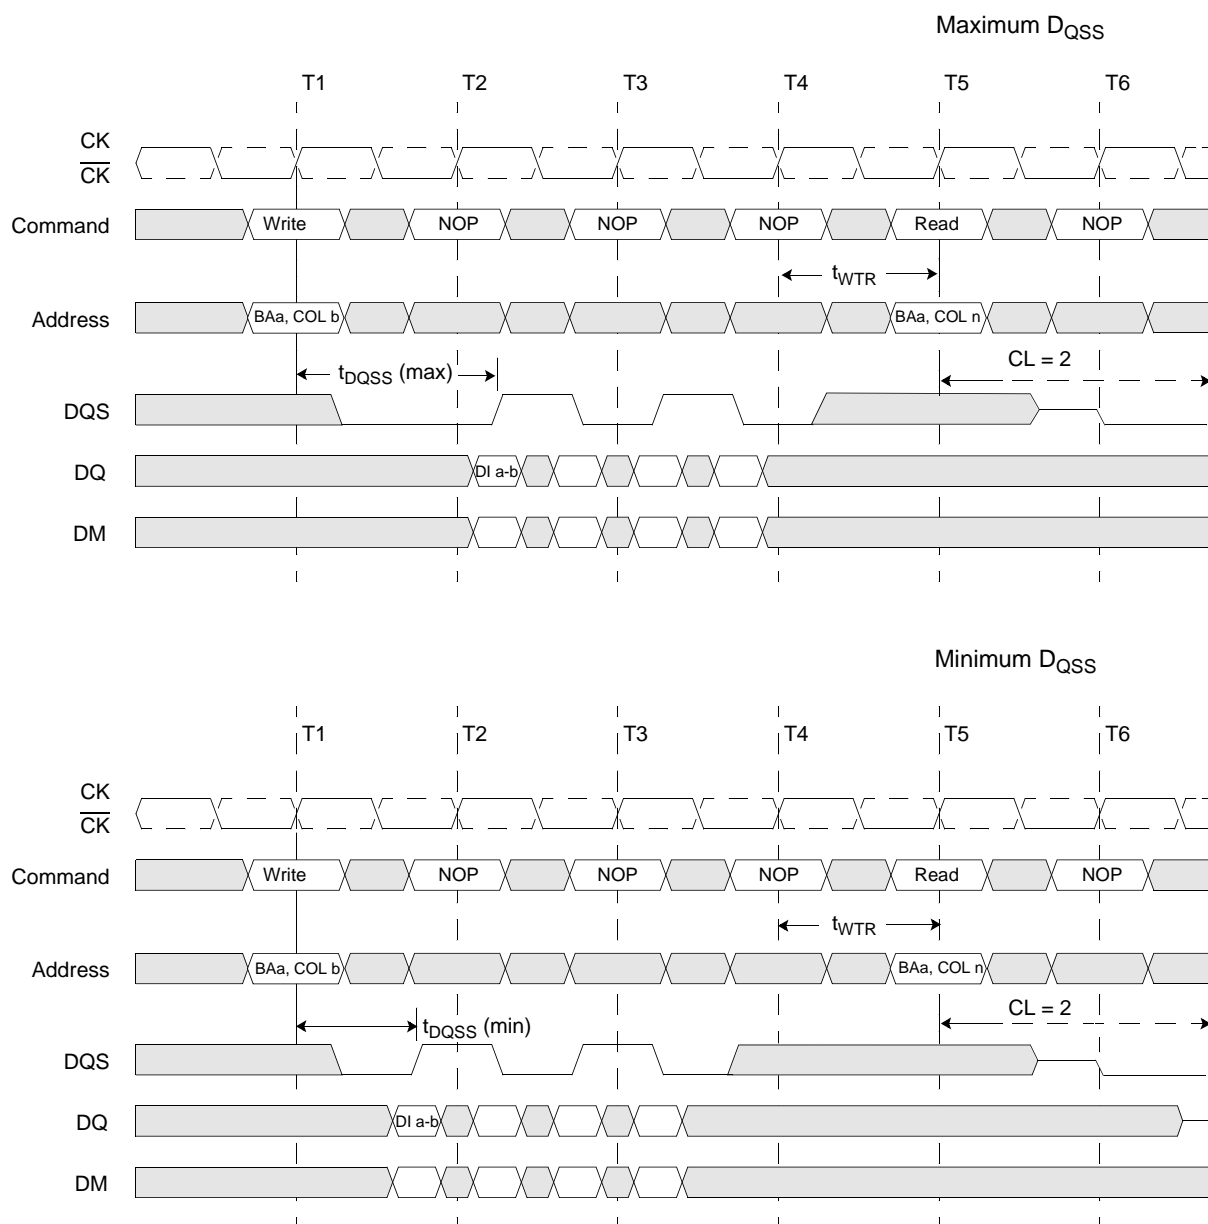 Maximum DQSS
T1 T2 T3 T4 T5 T6
CK
CK
Command Write NOP NOP NOP Read NOP
tWTR
Address BAa, COL b BAa, COL n
tDQSS (max) CL = 2
DQS
DQ DI a-b
DM
Minimum DQSS
T1 T2 T3 T4 T5 T6
CK
CK
Command Write NOP NOP NOP Read NOP
tWTR
Address BAa, COL b BAa, COL n
tDQSS (min) CL = 2
DQS
DQ DI a-b
DM